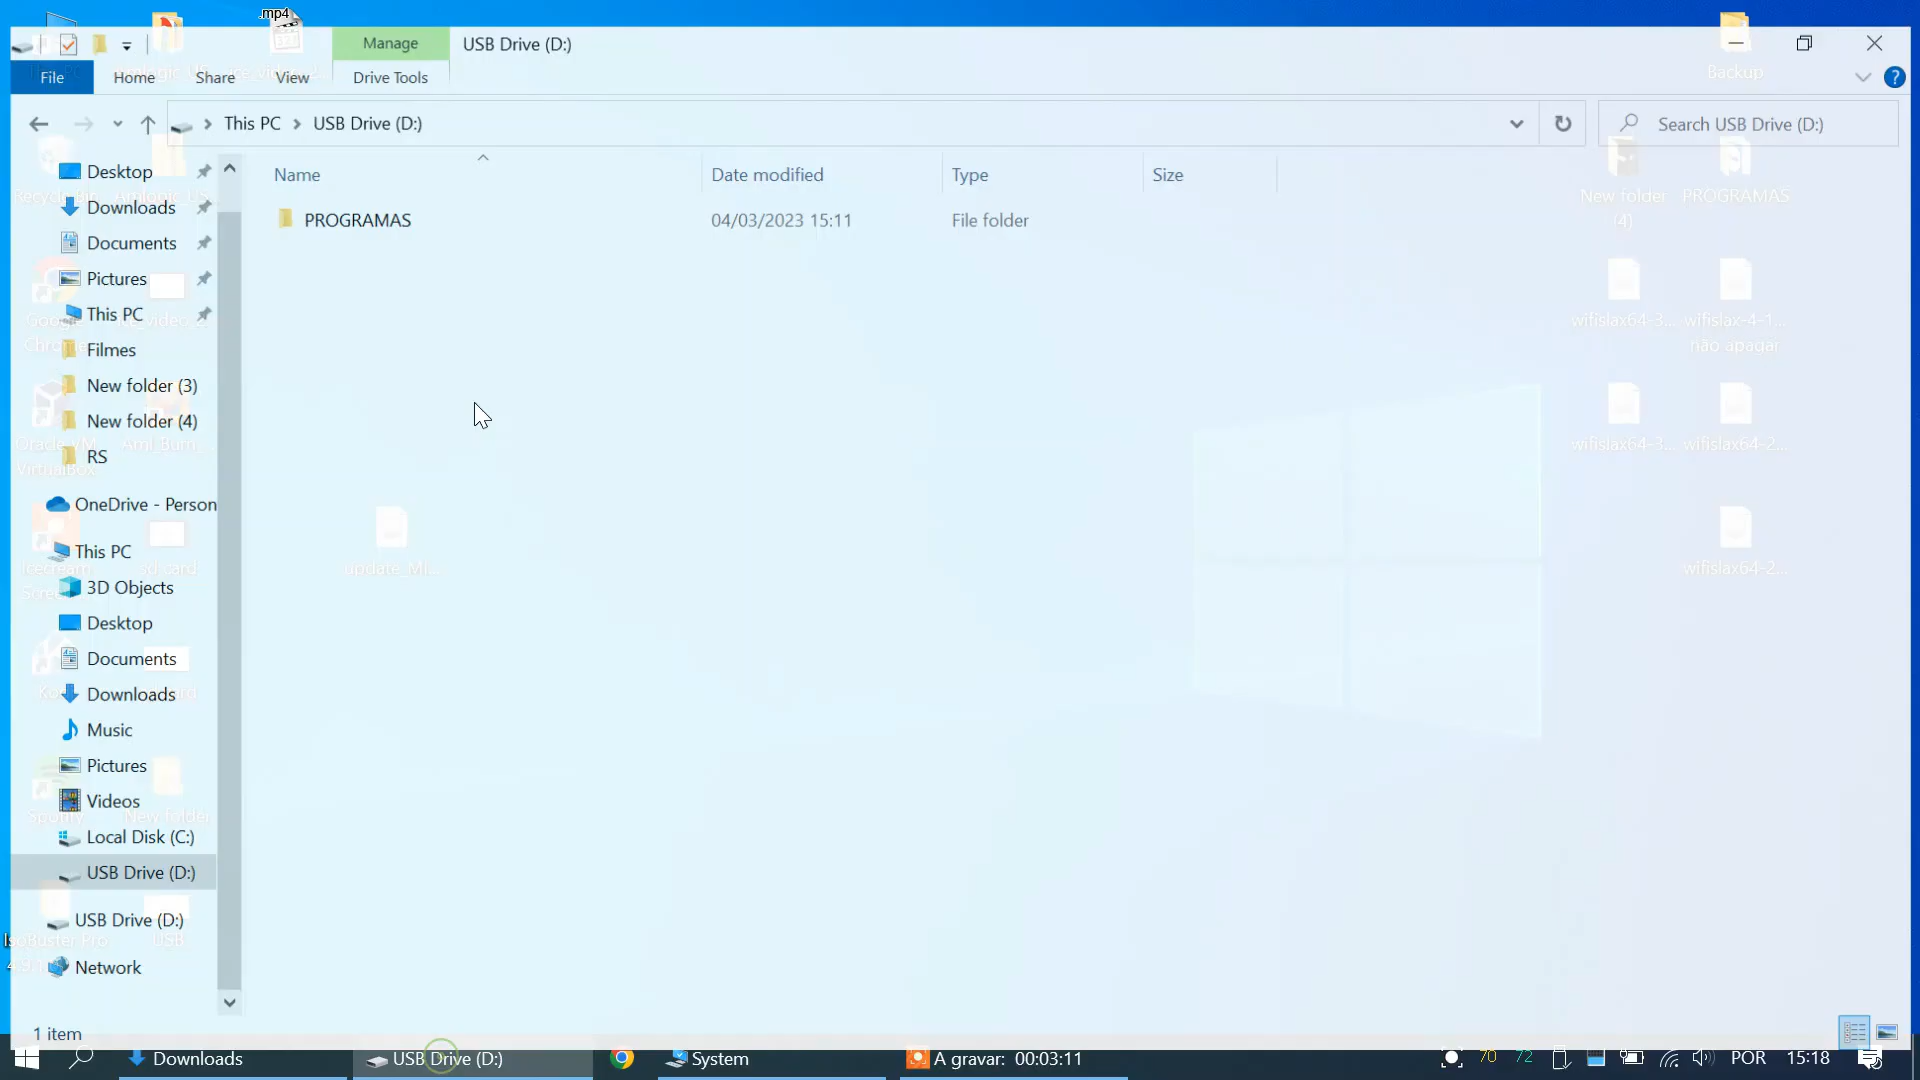 .mp4
Manage
USB Drive (D:)
File
Home
Share
View
Drive Tools
Backup
This PC
USB Drive (D:)
Search USB Drive (D:)
Name
Date modified
Type
Size
PROGRAMAS
04/03/2023 15:11
File folder
New folder
(4)
PROGRAMAS
wifislax64-3...
wifislax-4-1...
não apagar
wifislax64-3...
wifislax64-2...
wifislax64-2...
update_Mi...
Desktop
Downloads
Documents
Pictures
This PC
Filmes
New folder (3)
New folder (4)
RS
OneDrive - Person
This PC
3D Objects
Desktop
Documents
Downloads
Music
Pictures
Videos
Local Disk (C:)
USB Drive (D:)
USB Drive (D:)
Network
Spotify
New folder
USB
1 item
Downloads
USB Drive (D:)
System
A gravar: 00:03:11
70
72
POR
15:18